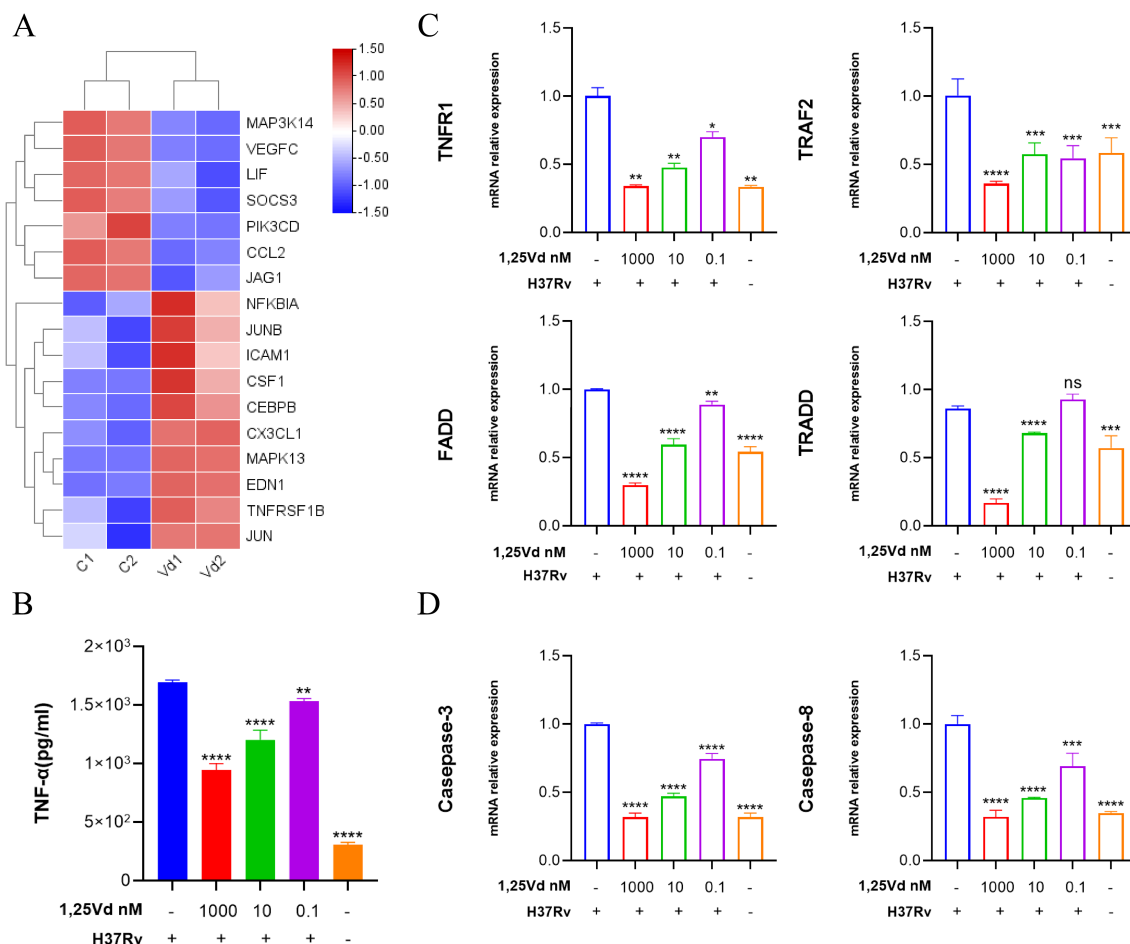 A
1.50
1.00
0.50
0.00
-0.50
-1.00
-1.50
MAP3K14
VEGFC
LIF
SOCS3
PIK3CD
CCL2
JAG1
NFKBIA
JUNB
ICAM1
CSF1
CEBPB
CX3CL1
MAPK13
EDN1
TNFRSF1B
JUN
C1 C2 Vd1 Vd2
B
TNF-α(pg/ml)
2×10³
1.5×10³
1×10³
5×10²
0
**** **** ** ****
1,25Vd nM - 1000 10 0.1 -
H37Rv + + + + -
C
TNFR1
mRNA relative expression
1.5
1.0
0.5
0.0
** ** * **
1,25Vd nM - 1000 10 0.1 -
H37Rv + + + + -
TRAF2
mRNA relative expression
1.5
1.0
0.5
0.0
**** *** *** ***
1,25Vd nM - 1000 10 0.1 -
H37Rv + + + + -
FADD
mRNA relative expression
1.5
1.0
0.5
0.0
**** **** ** ****
1,25Vd nM - 1000 10 0.1 -
H37Rv + + + + -
TRADD
mRNA relative expression
1.5
1.0
0.5
0.0
**** **** ns ***
1,25Vd nM - 1000 10 0.1 -
H37Rv + + + + -
D
Casepase-3
mRNA relative expression
1.5
1.0
0.5
0.0
**** **** **** ****
1,25Vd nM - 1000 10 0.1 -
H37Rv + + + + -
Casepase-8
mRNA relative expression
1.5
1.0
0.5
0.0
**** **** *** ****
1,25Vd nM - 1000 10 0.1 -
H37Rv + + + + -